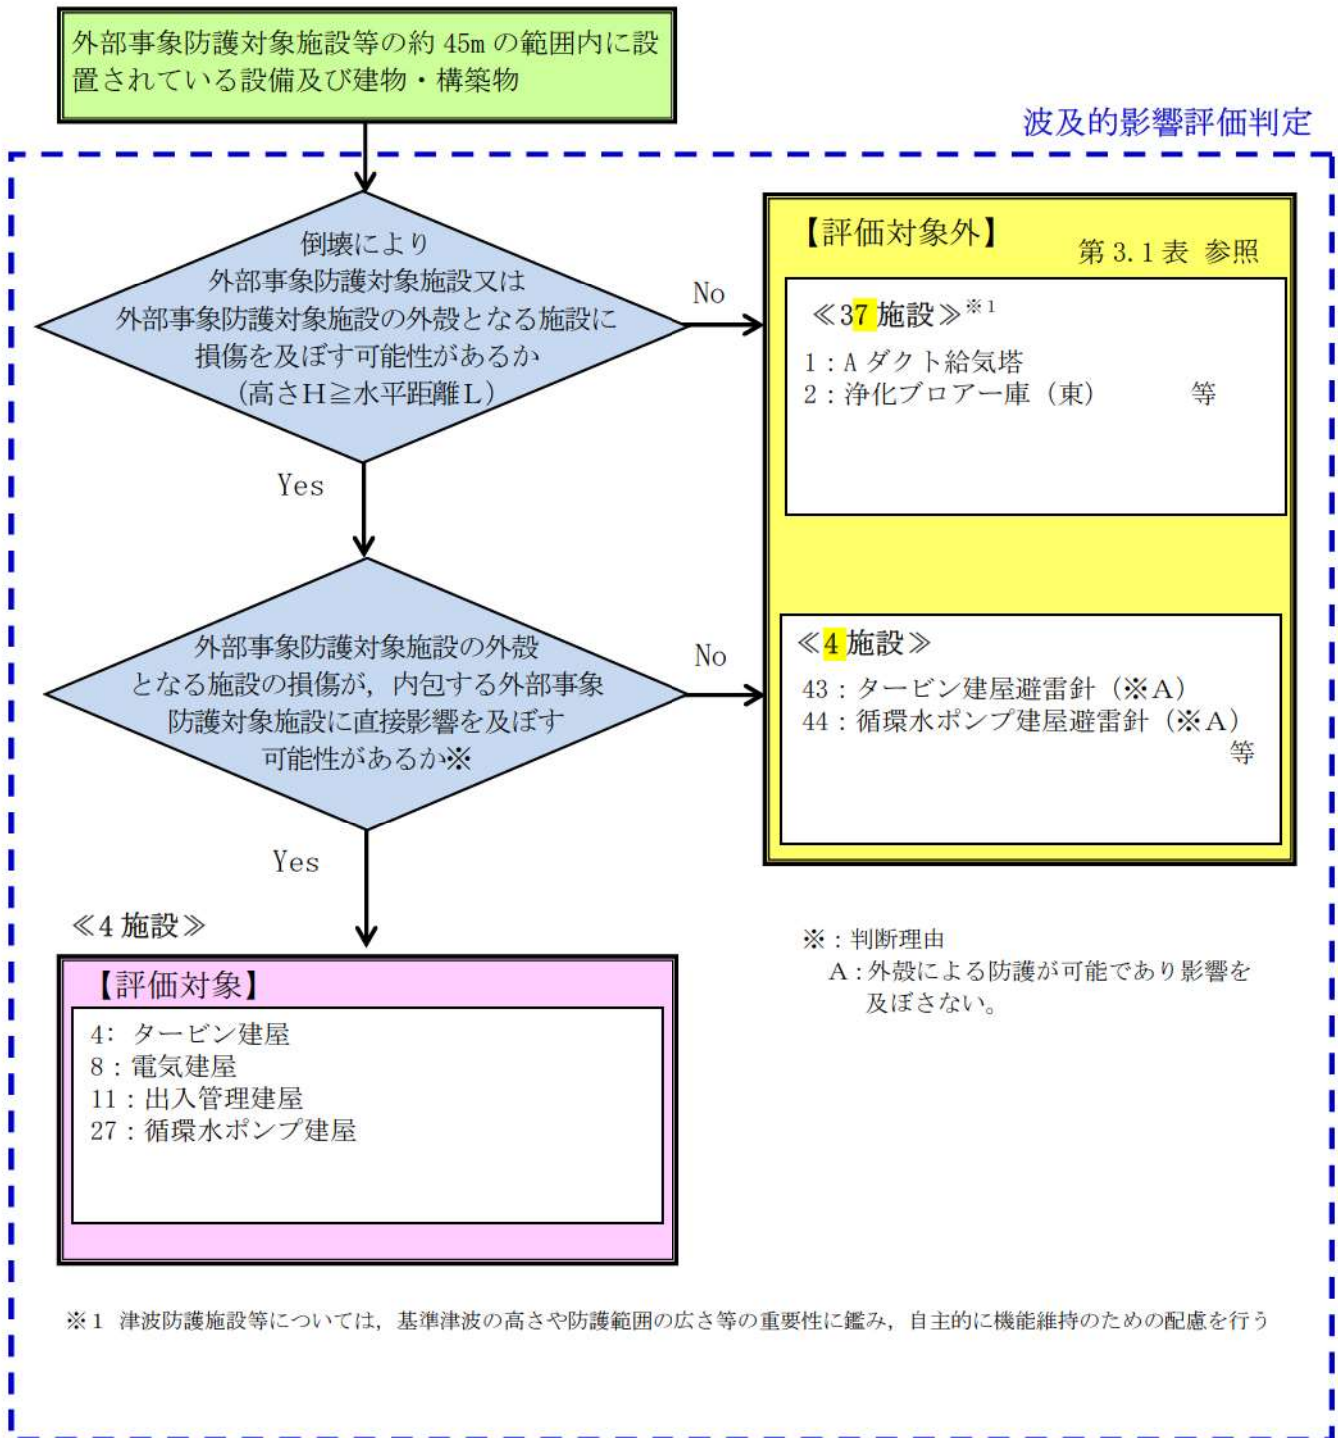 外部事象防護対象施設等の約 45m の範囲内に設
置されている設備及び建物・構築物
波及的影響評価判定
倒壊により
外部事象防護対象施設又は
外部事象防護対象施設の外殻となる施設に
損傷を及ぼす可能性があるか
(高さH≧水平距離L)
No
Yes
【評価対象外】
第 3.1 表 参照
≪37 施設≫※1
1：A ダクト給気塔
2：浄化ブロアー庫（東） 等
外部事象防護対象施設の外殻
となる施設の損傷が，内包する外部事象
防護対象施設に直接影響を及ぼす
可能性があるか※
No
Yes
≪4 施設≫
43：タービン建屋避雷針（※A）
44：循環水ポンプ建屋避雷針（※A）
等
≪4 施設≫
【評価対象】
4： タービン建屋
8：電気建屋
11：出入管理建屋
27：循環水ポンプ建屋
※：判断理由
A：外殻による防護が可能であり影響を
及ぼさない。
※１ 津波防護施設等については，基準津波の高さや防護範囲の広さ等の重要性に鑑み，自主的に機能維持のための配慮を行う